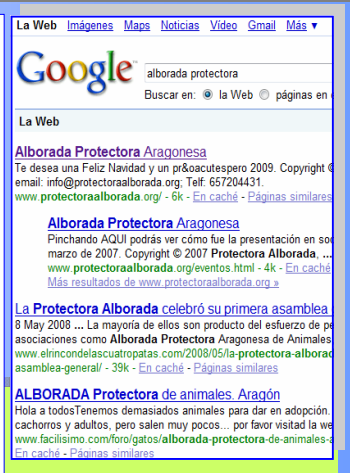 La Web Imágenes Maps Noticias Vídeo Gmail Más ▼
Google™
alborada protectora
Buscar en: la Web páginas en
La Web
Alborada Protectora Aragonesa
Te desea una Feliz Navidad y un pr&oacutespero 2009. Copyright ©
email: info@protectoraalborada.org; Telf: 657204431.
www.protectoraalborada.org/ - 6k - En caché - Páginas similares
Alborada Protectora Aragonesa
Pinchando AQUI podrás ver cómo fue la presentación en soc
marzo de 2007. Copyright © 2007 Protectora Alborada, ...
www.protectoraalborada.org/eventos.html - 4k - En caché
Más resultados de www.protectoraalborada.org »
La Protectora Alborada celebró su primera asamblea
8 May 2008 ... La mayoría de ellos son producto del esfuerzo de pe
asociaciones como Alborada Protectora Aragonesa de Animales
www.elrincondelascuatropatas.com/2008/05/la-protectora-alborad
asamblea-general/ - 39k - En caché - Páginas similares
ALBORADA Protectora de animales. Aragón
Hola a todosTenemos demasiados animales para dar en adopción.
cachorros y adultos, pero salen muy pocos... por favor visitad la we
www.facilisimo.com/foro/gatos/alborada-protectora-de-animales-a
En caché - Páginas similares